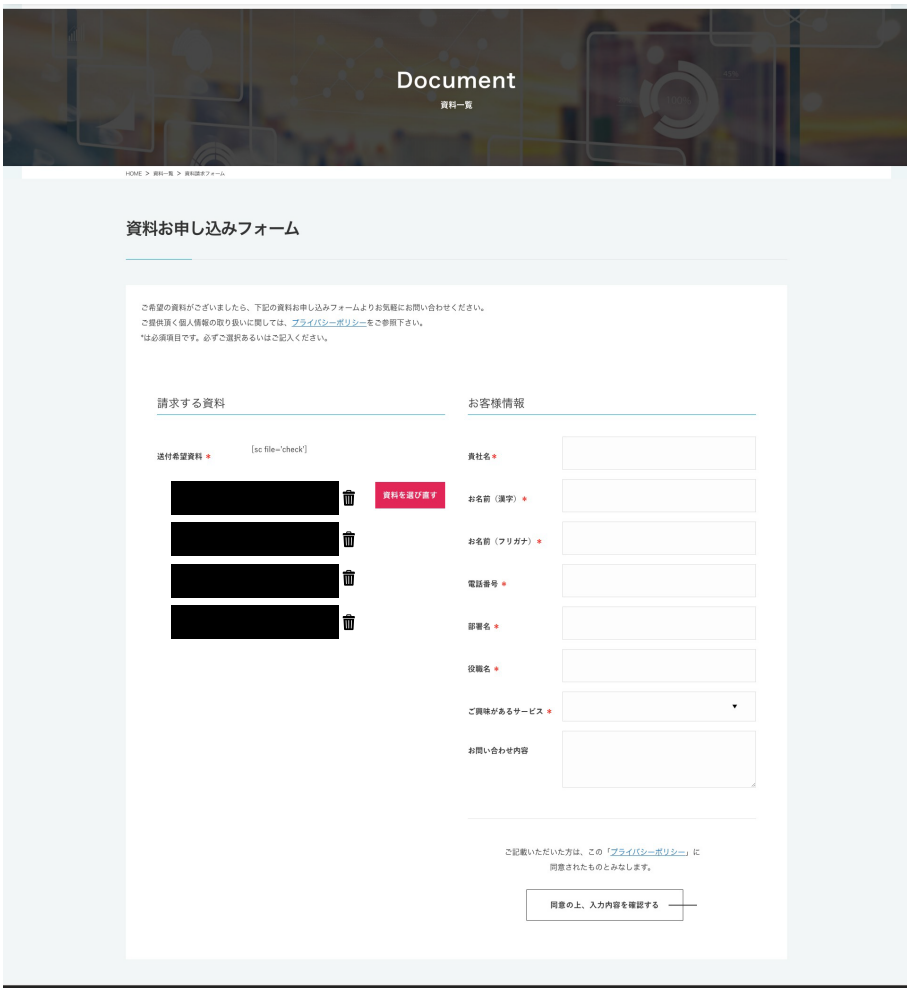 Document
資料一覧
HOME > 資料一覧 > 資料請求フォーム
資料お申し込みフォーム
ご希望の資料がございましたら、下記の資料お申し込みフォームよりお気軽にお問い合わせください。
ご提供頂く個人情報の取り扱いに関しては、プライバシーポリシーをご参照下さい。
*は必須項目です。必ずご選択あるいはご記入ください。
請求する資料
送付希望資料 *
[sc file='check']
資料を選び直す
お客様情報
貴社名*
お名前（漢字）*
お名前（フリガナ）*
電話番号 *
部署名 *
役職名 *
ご興味があるサービス *
お問い合わせ内容
ご記載いただいた方は、この「プライバシーポリシー」に
同意されたものとみなします。
同意の上、入力内容を確認する